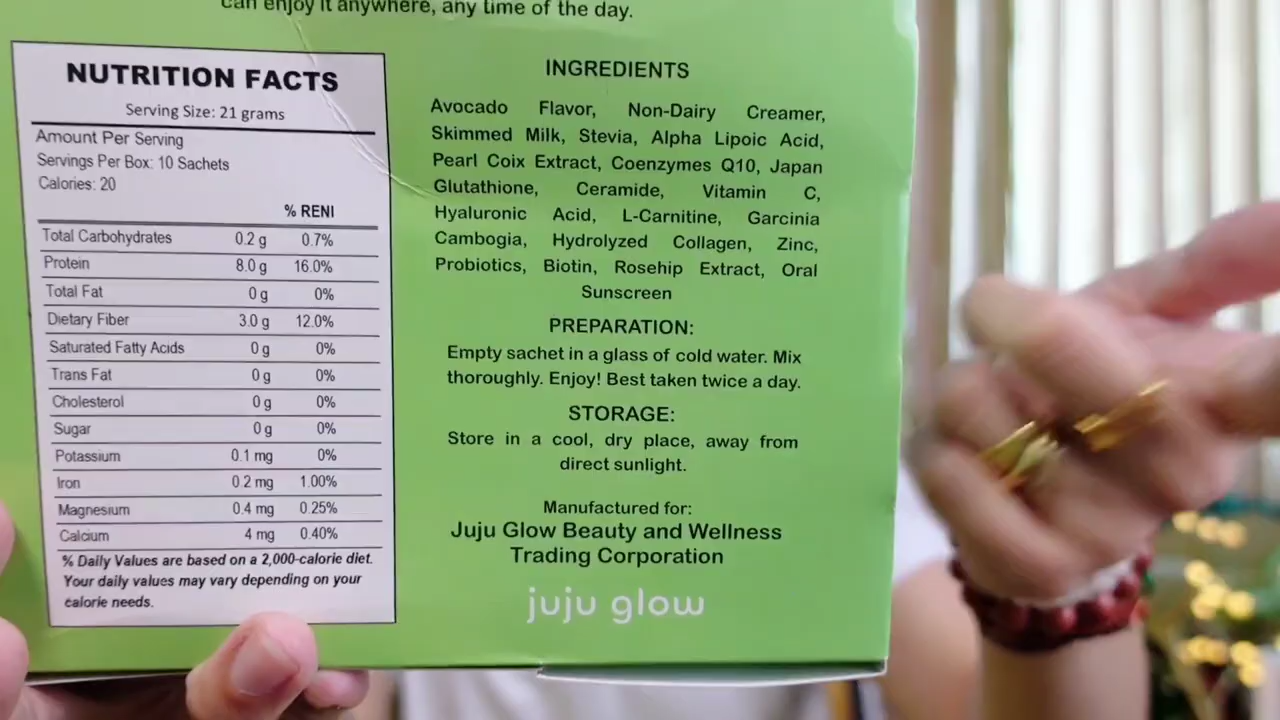 can enjoy it anywhere, any time of the day.
NUTRITION FACTS
Serving Size: 21 grams
Amount Per Serving
Servings Per Box: 10 Sachets
Calories: 20
% RENI
Total Carbohydrates 0.2 g 0.7%
Protein 8.0 g 16.0%
Total Fat 0 g 0%
Dietary Fiber 3.0 g 12.0%
Saturated Fatty Acids 0 g 0%
Trans Fat 0 g 0%
Cholesterol 0 g 0%
Sugar 0 g 0%
Potassium 0.1 mg 0%
Iron 0.2 mg 1.00%
Magnesium 0.4 mg 0.25%
Calcium 4 mg 0.40%
% Daily Values are based on a 2,000-calorie diet.
Your daily values may vary depending on your
calorie needs.
INGREDIENTS
Avocado Flavor, Non-Dairy Creamer,
Skimmed Milk, Stevia, Alpha Lipoic Acid,
Pearl Coix Extract, Coenzymes Q10, Japan
Glutathione, Ceramide, Vitamin C,
Hyaluronic Acid, L-Carnitine, Garcinia
Cambogia, Hydrolyzed Collagen, Zinc,
Probiotics, Biotin, Rosehip Extract, Oral
Sunscreen
PREPARATION:
Empty sachet in a glass of cold water. Mix
thoroughly. Enjoy! Best taken twice a day.
STORAGE:
Store in a cool, dry place, away from
direct sunlight.
Manufactured for:
Juju Glow Beauty and Wellness
Trading Corporation
juju glow